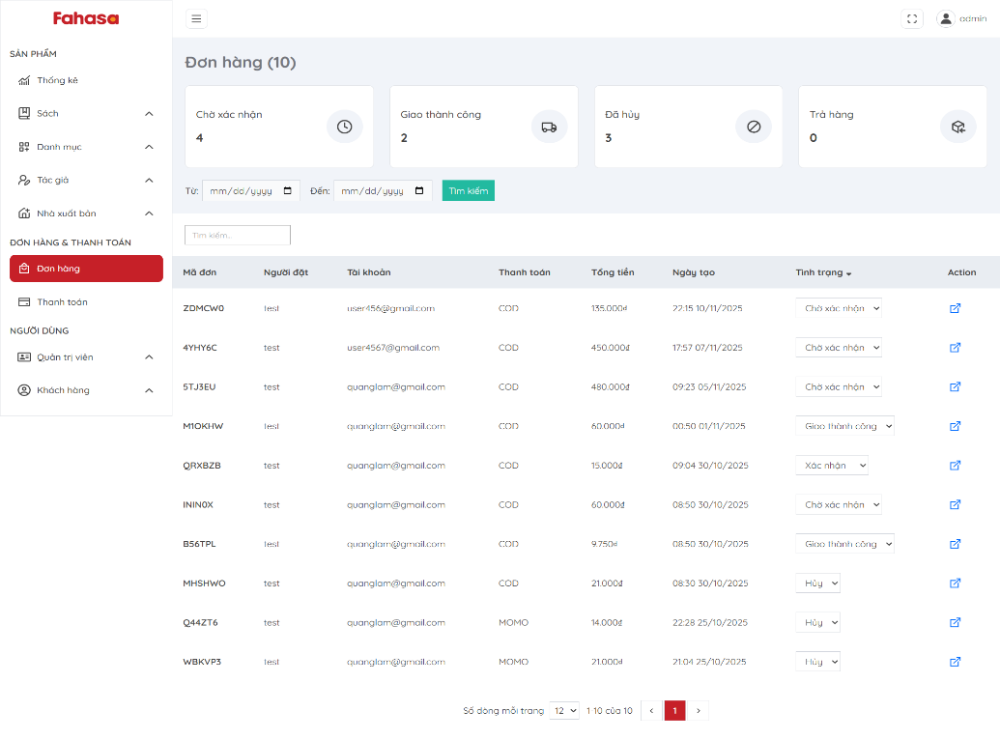 Fahasa
admin
SẢN PHẨM
Thống kê
Sách
Danh mục
Tác giả
Nhà xuất bản
ĐƠN HÀNG & THANH TOÁN
Đơn hàng
Thanh toán
NGƯỜI DÙNG
Quản trị viên
Khách hàng
Đơn hàng (10)
Chờ xác nhận
4
Giao thành công
2
Đã hủy
3
Trả hàng
0
Từ: mm/dd/yyyy Đến: mm/dd/yyyy Tìm kiếm
Tìm kiếm..
Mã đơn Người đặt Tài khoản Thanh toán Tổng tiền Ngày tạo Tình trạng Action
ZDMCW0 test user456@gmail.com COD 135.000đ 22:15 10/11/2025 Chờ xác nhận
4YHY6C test user4567@gmail.com COD 450.000đ 17:57 07/11/2025 Chờ xác nhận
5TJ3EU test quanglam@gmail.com COD 480.000đ 09:23 05/11/2025 Chờ xác nhận
M1OKHW test quanglam@gmail.com COD 60.000đ 00:50 01/11/2025 Giao thành công
QRXBZB test quanglam@gmail.com COD 15.000đ 09:04 30/10/2025 Xác nhận
ININ0X test quanglam@gmail.com COD 60.000đ 08:50 30/10/2025 Chờ xác nhận
B56TPL test quanglam@gmail.com COD 9.750đ 08:50 30/10/2025 Giao thành công
MHSHWO test quanglam@gmail.com COD 21.000đ 08:30 30/10/2025 Hủy
Q44ZT6 test quanglam@gmail.com MOMO 14.000đ 22:28 25/10/2025 Hủy
WBKVP3 test quanglam@gmail.com MOMO 21.000đ 21:04 25/10/2025 Hủy
Số dòng mỗi trang 12 1-10 của 10 ‹ 1 ›